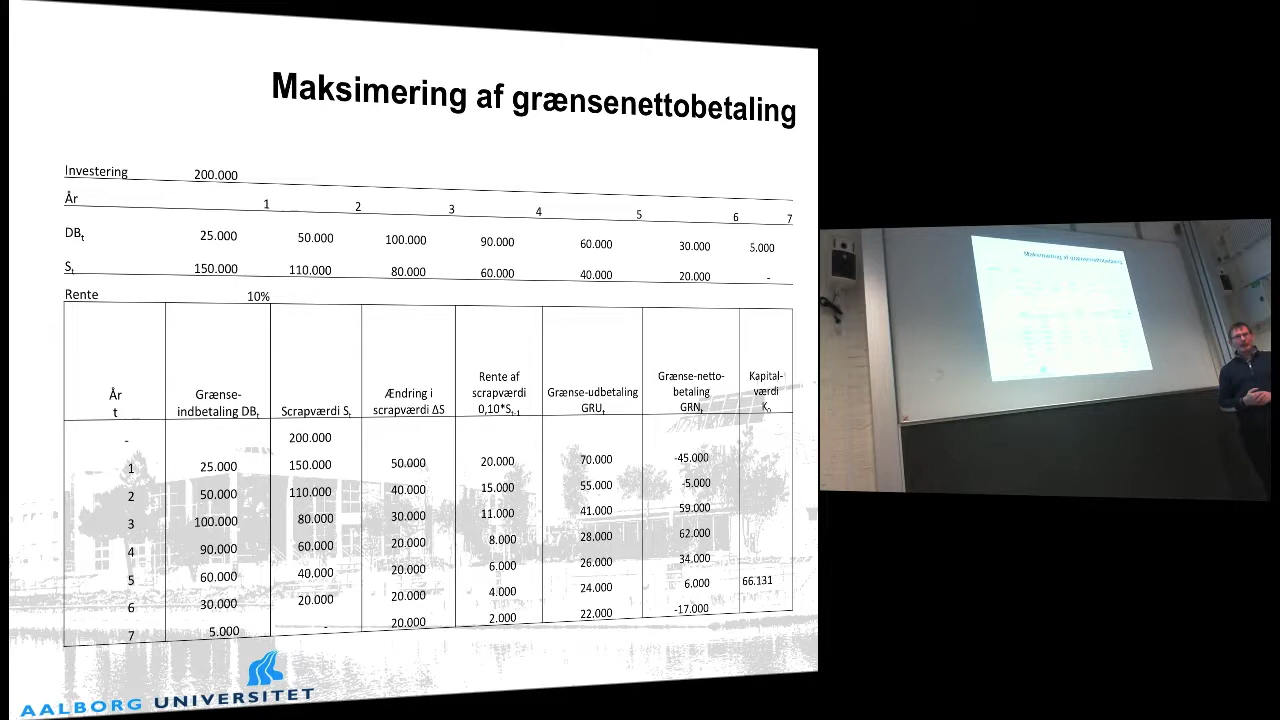 Maksimering af grænsenettobetaling
Investering 200.000
År 1 2 3 4 5 6 7
DBt 25.000 50.000 100.000 90.000 60.000 30.000 5.000
St 150.000 110.000 80.000 60.000 40.000 20.000 -
Rente 10%
År t Grænse-indbetaling DBt Scrapværdi St Ændring i scrapværdi ΔS Rente af scrapværdi 0,10*St-1 Grænse-udbetaling GRUt Grænse-netto-betaling GRNt Kapital-værdi K0
- 200.000
1 25.000 150.000 50.000 20.000 70.000 -45.000
2 50.000 110.000 40.000 15.000 55.000 -5.000
3 100.000 80.000 30.000 11.000 41.000 59.000
4 90.000 60.000 20.000 8.000 28.000 62.000
5 60.000 40.000 20.000 6.000 26.000 34.000
6 30.000 20.000 20.000 4.000 24.000 6.000 66.131
7 5.000 - 20.000 2.000 22.000 -17.000
AALBORG UNIVERSITET
Maksimering af grænsenettobetaling